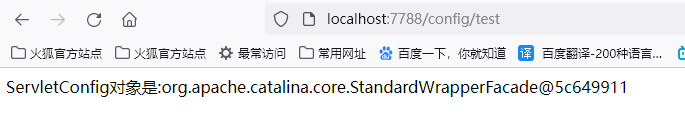 localhost:7788/config/test
火狐官方站点 火狐官方站点 最常访问 常用网址 百度一下，你就知道 译 百度翻译-200种语言...
ServletConfig对象是:org.apache.catalina.core.StandardWrapperFacade@5c649911